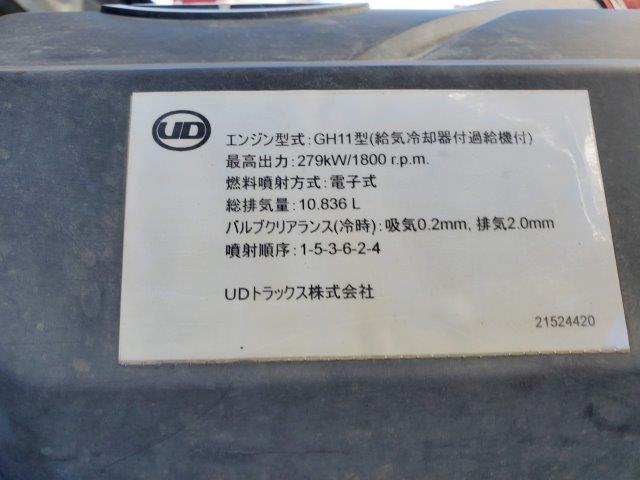 UD
エンジン型式:GH11型(給気冷却器付過給機付)
最高出力:279kW/1800 r.p.m.
燃料噴射方式:電子式
総排気量:10.836 L
バルブクリアランス(冷時):吸気0.2mm, 排気2.0mm
噴射順序:1-5-3-6-2-4
UDトラックス株式会社
21524420